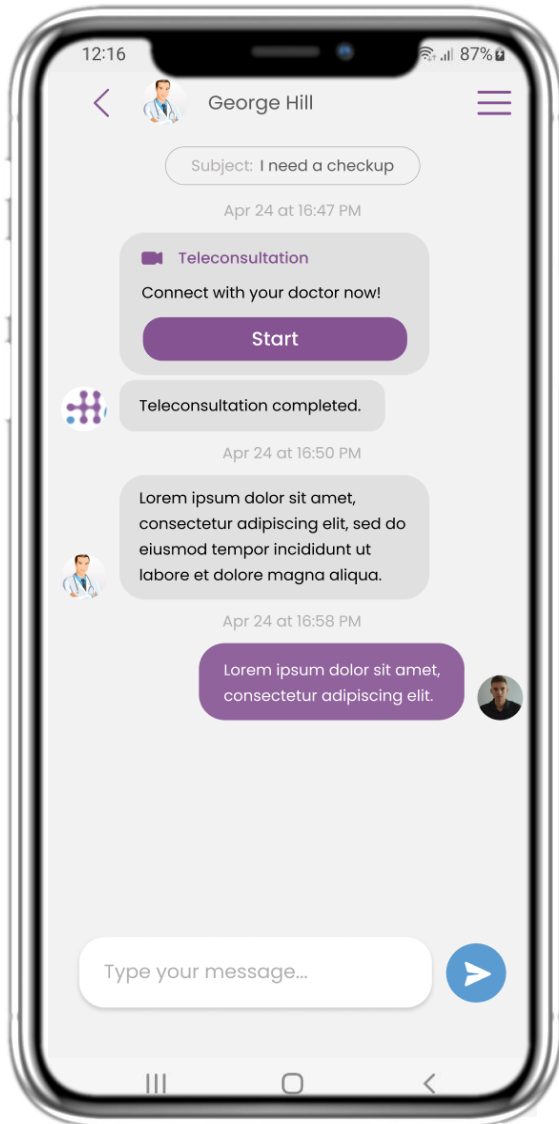 12:16
87%
George Hill
Subject: I need a checkup
Apr 24 at 16:47 PM
Teleconsultation
Connect with your doctor now!
Start
Teleconsultation completed.
Apr 24 at 16:50 PM
Lorem ipsum dolor sit amet,
consectetur adipiscing elit, sed do
eiusmod tempor incididunt ut
labore et dolore magna aliqua.
Apr 24 at 16:58 PM
Lorem ipsum dolor sit amet,
consectetur adipiscing elit.
Type your message...